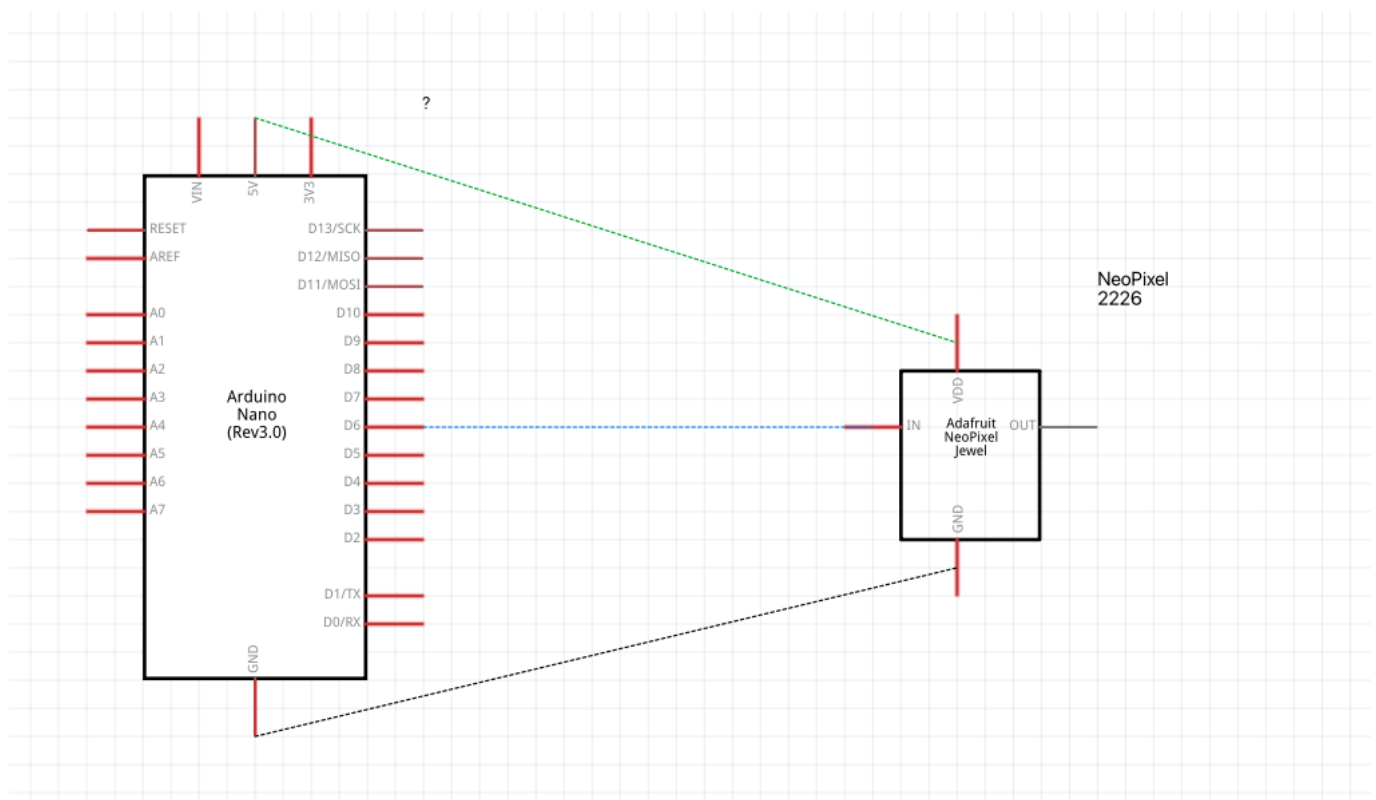 ?
VIN
5V
3V3
RESET
AREF
A0
A1
A2
A3
A4
A5
A6
A7
Arduino
Nano
(Rev3.0)
D13/SCK
D12/MISO
D11/MOSI
D10
D9
D8
D7
D6
D5
D4
D3
D2
D1/TX
D0/RX
GND
NeoPixel
2226
VDD
IN
Adafruit
NeoPixel
Jewel
OUT
GND